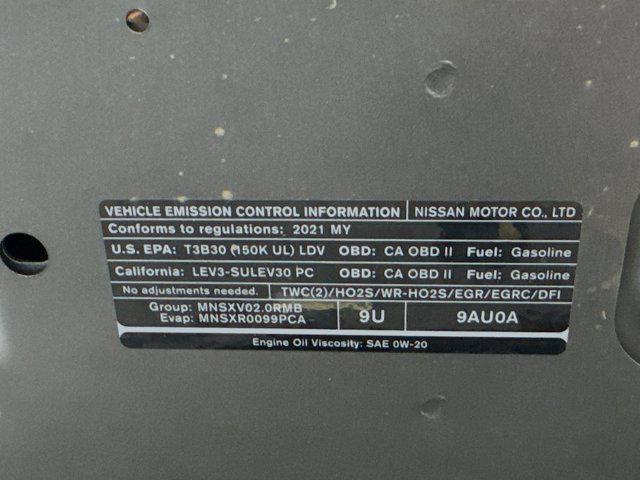 VEHICLE EMISSION CONTROL INFORMATION NISSAN MOTOR CO., LTD
Conforms to regulations: 2021 MY
U.S. EPA: T3B30 (150K UL) LDV OBD: CA OBD II Fuel: Gasoline
California: LEV3-SULEV30 PC OBD: CA OBD II Fuel: Gasoline
No adjustments needed. TWC(2)/HO2S/WR-HO2S/EGR/EGRC/DFI
Group: MNSXV02.0RMB
Evap: MNSXR0099PCA 9U 9AU0A
Engine Oil Viscosity: SAE 0W-20